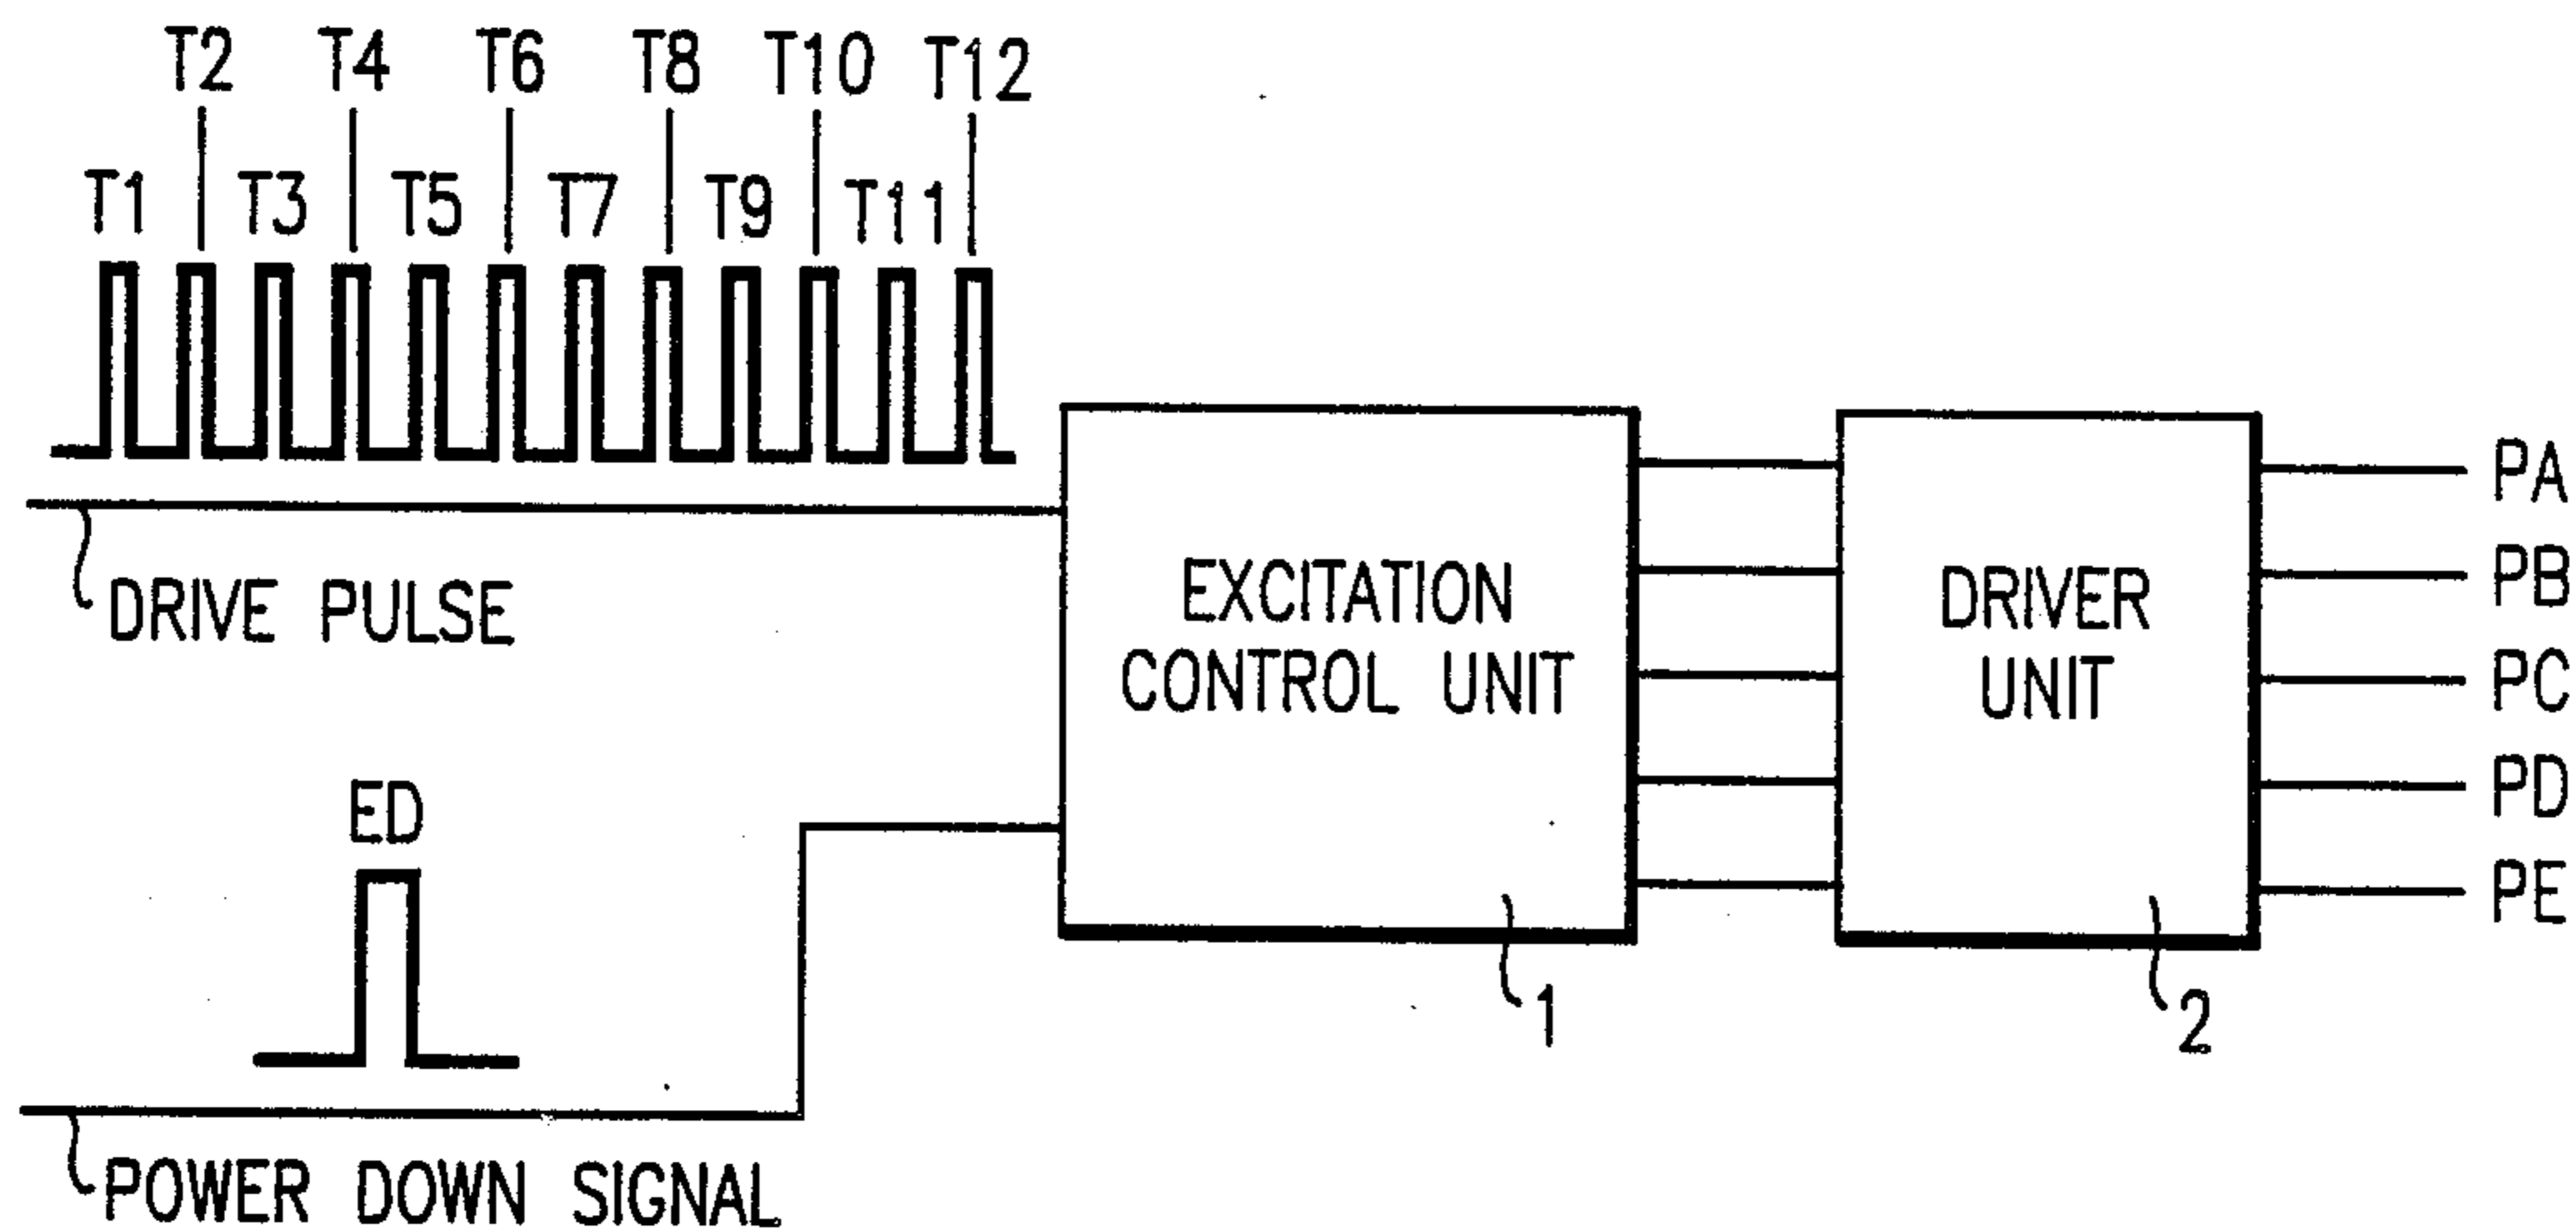 T2 T4 T6 T8 T10 T12
T1 T3 T5 T7 T9 T11
DRIVE PULSE
EXCITATION
CONTROL UNIT
DRIVER
UNIT
PA
PB
PC
PD
PE
ED
1
2
POWER DOWN SIGNAL